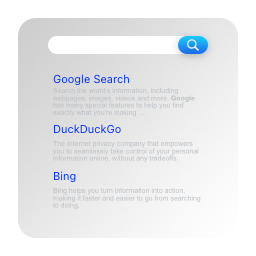 Google Search
Search the world's information, including
webpages, images, videos and more. Google
has many special features to help you find
exactly what you're looking ...
DuckDuckGo
The Internet privacy company that empowers
you to seamlessly take control of your personal
information online, without any tradeoffs.
Bing
Bing helps you turn information into action,
making it faster and easier to go from searching
to doing.